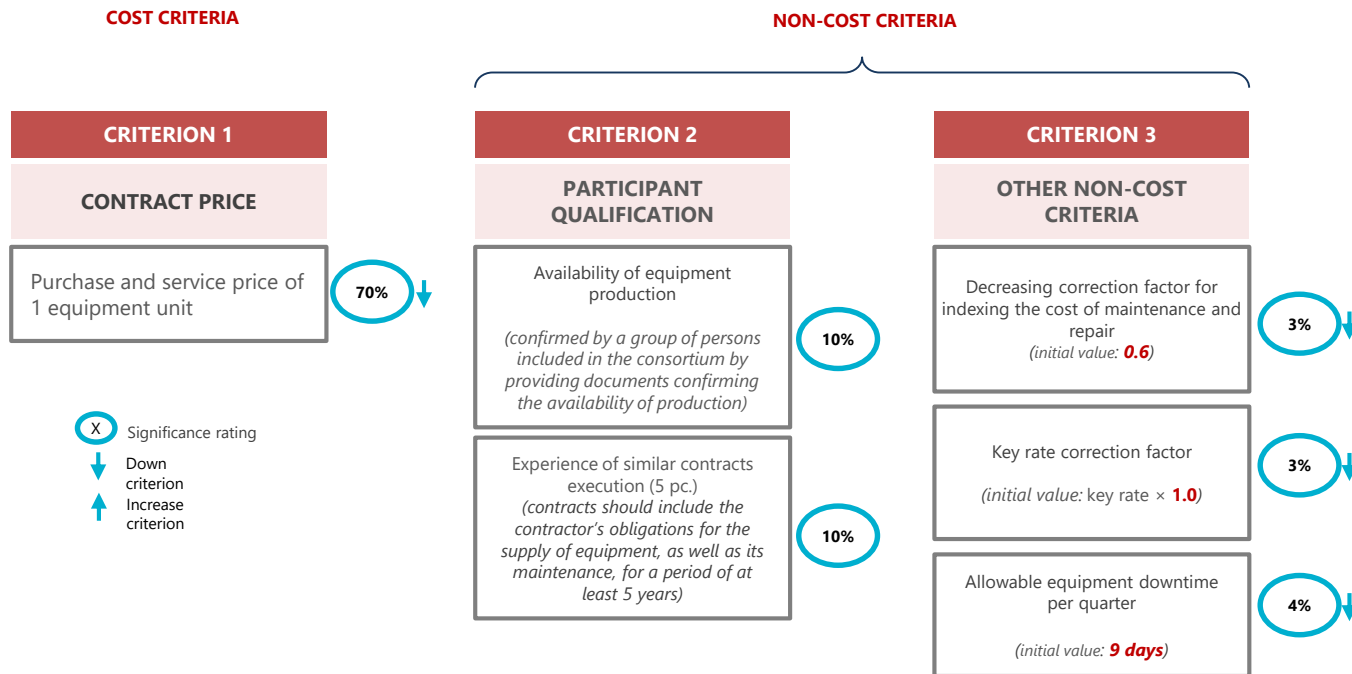 COST CRITERIA
NON-COST CRITERIA
CRITERION 1
CONTRACT PRICE
Purchase and service price of
1 equipment unit
70%
X Significance rating
Down
criterion
Increase
criterion
CRITERION 2
PARTICIPANT
QUALIFICATION
Availability of equipment
production
(confirmed by a group of persons
included in the consortium by
providing documents confirming
the availability of production)
10%
Experience of similar contracts
execution (5 pc.)
(contracts should include the
contractor's obligations for the
supply of equipment, as well as its
maintenance, for a period of at
least 5 years)
10%
CRITERION 3
OTHER NON-COST
CRITERIA
Decreasing correction factor for
indexing the cost of maintenance and
repair
(initial value: 0.6)
3%
Key rate correction factor
(initial value: key rate × 1.0)
3%
Allowable equipment downtime
per quarter
(initial value: 9 days)
4%